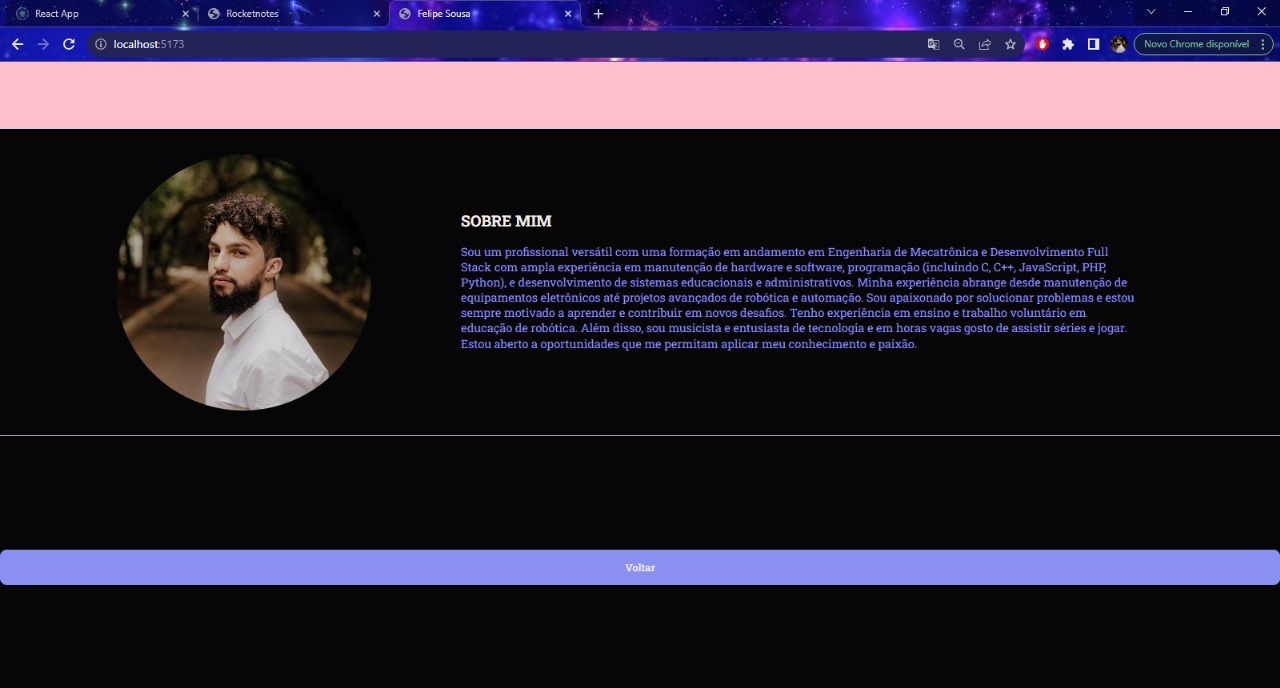 React App
Rocketnotes
Felipe Sousa
localhost:5173
Novo Chrome disponível
SOBRE MIM
Sou um profissional versátil com uma formação em andamento em Engenharia de Mecatrônica e Desenvolvimento Full
Stack com ampla experiência em manutenção de hardware e software, programação (incluindo C, C++, JavaScript, PHP,
Python), e desenvolvimento de sistemas educacionais e administrativos. Minha experiência abrange desde manutenção de
equipamentos eletrônicos até projetos avançados de robótica e automação. Sou apaixonado por solucionar problemas e estou
sempre motivado a aprender e contribuir em novos desafios. Tenho experiência em ensino e trabalho voluntário em
educação de robótica. Além disso, sou musicista e entusiasta de tecnologia e em horas vagas gosto de assistir séries e jogar.
Estou aberto a oportunidades que me permitam aplicar meu conhecimento e paixão.
Voltar